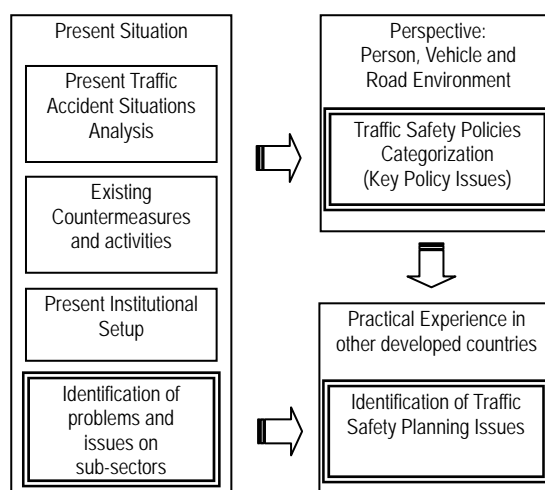 Present Situation
Present Traffic
Accident Situations
Analysis
Existing
Countermeasures
and activities
Present Institutional
Setup
Identification of
problems and
issues on
sub-sectors
Perspective:
Person, Vehicle and
Road Environment
Traffic Safety Policies
Categorization
(Key Policy Issues)
Practical Experience in
other developed countries
Identification of Traffic
Safety Planning Issues